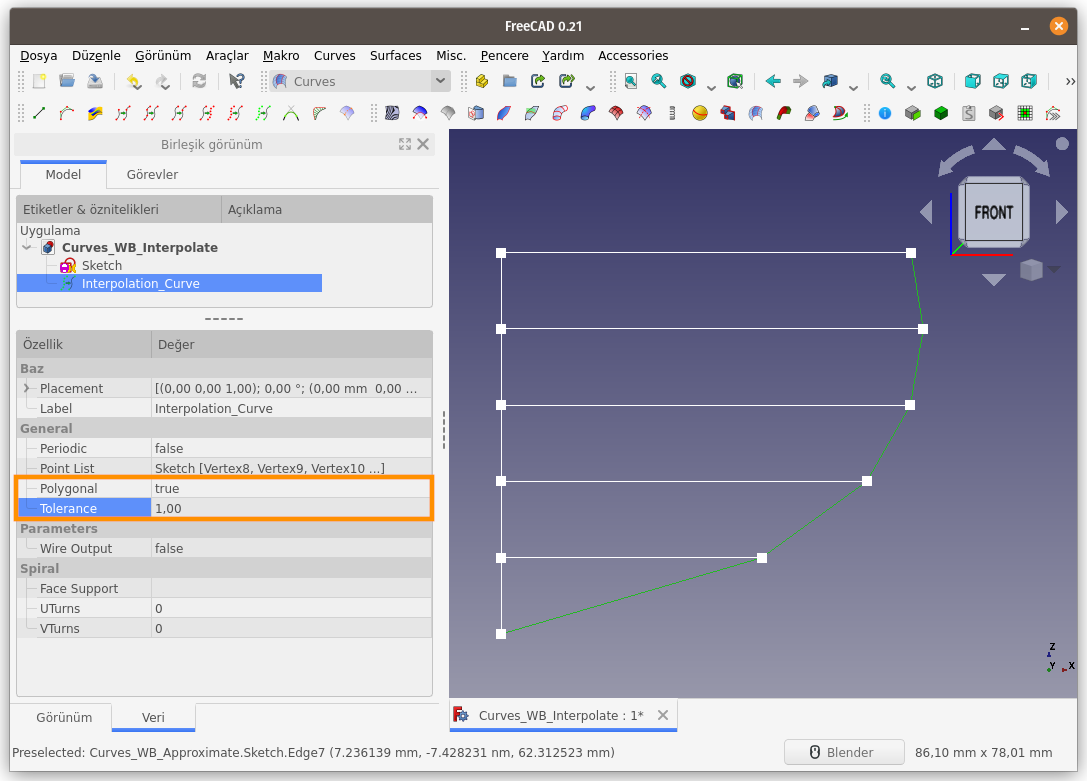 FreeCAD 0.21
Dosya Düzenle Görünüm Araçlar Makro Curves Surfaces Misc. Pencere Yardım Accessories
Curves
Birleşik görünüm
Model Görevler
Etiketler & öznitelikleri Açıklama
Uygulama
Curves_WB_Interpolate
Sketch
Interpolation_Curve
Özellik Değer
Baz
Placement [(0,00 0,00 1,00); 0,00 °; (0,00 mm 0,00 ...
Label Interpolation_Curve
General
Periodic false
Point List Sketch [Vertex8, Vertex9, Vertex10 ...]
Polygonal true
Tolerance 1,00
Parameters
Wire Output false
Spiral
Face Support
UTurns 0
VTurns 0
Görünüm Veri
FRONT
Z
Y X
Curves_WB_Interpolate : 1*
Preselected: Curves_WB_Approximate.Sketch.Edge7 (7.236139 mm, -7.428231 nm, 62.312523 mm) Blender 86,10 mm x 78,01 mm